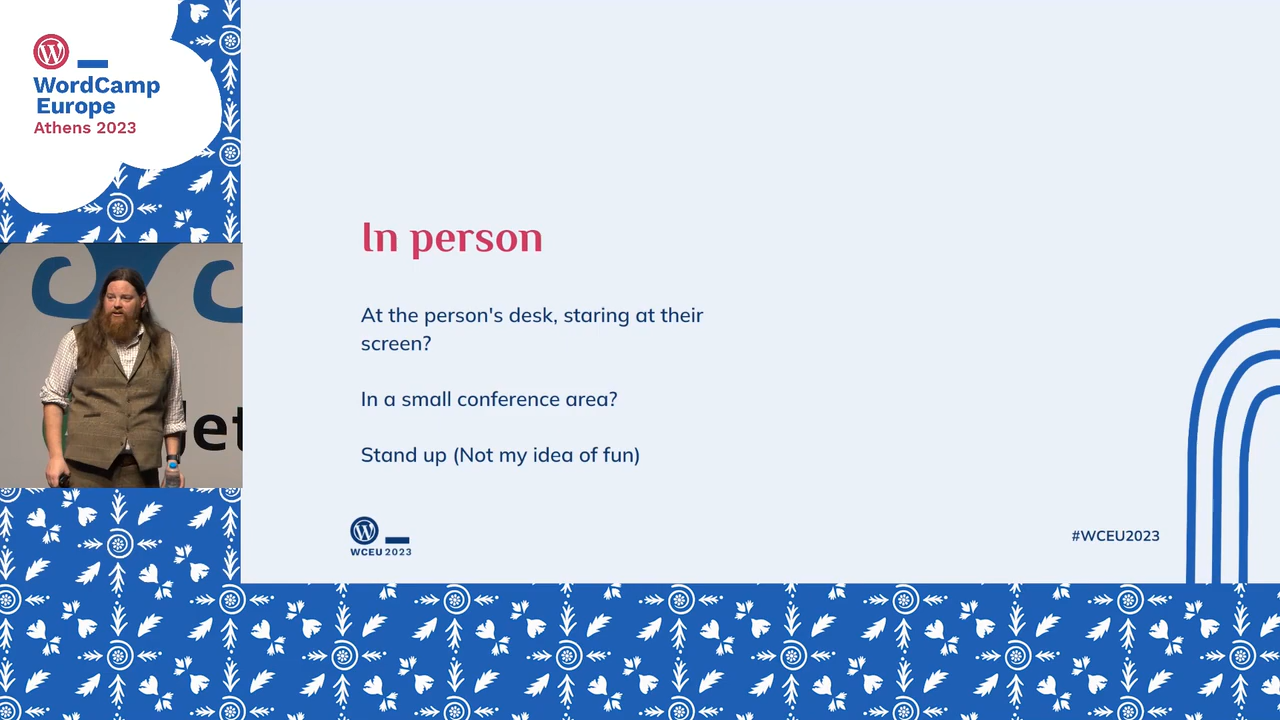 WordCamp
Europe
Athens 2023
In person
At the person's desk, staring at their
screen?
In a small conference area?
Stand up (Not my idea of fun)
WCEU 2023
#WCEU2023